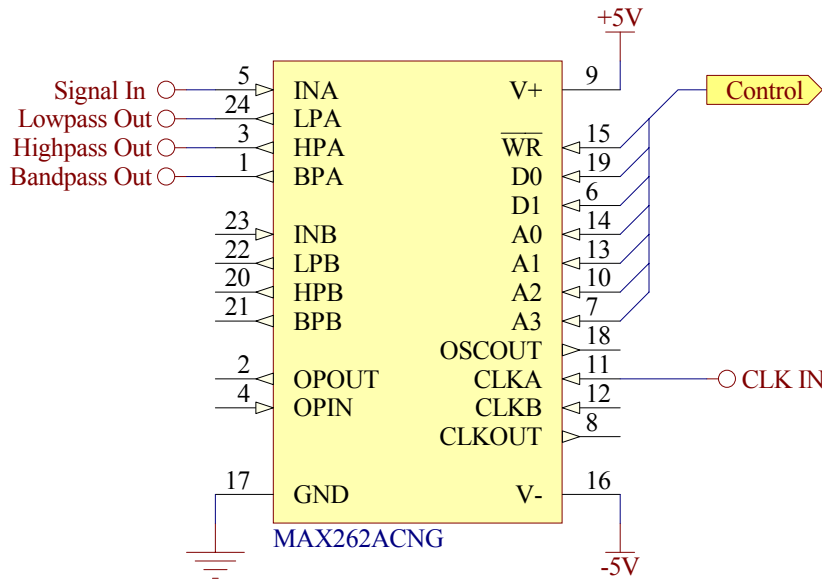 +5V
Signal In 5 INA V+ 9 Control
Lowpass Out 24 LPA
Highpass Out 3 HPA WR 15
Bandpass Out 1 BPA D0 19
D1 6
23 INB A0 14
22 LPB A1 13
20 HPB A2 10
21 BPB A3 7
OSCOUT 18
2 OPOUT CLKA 11 CLK IN
4 OPIN CLKB 12
CLKOUT 8
17 GND V- 16
MAX262ACNG
-5V